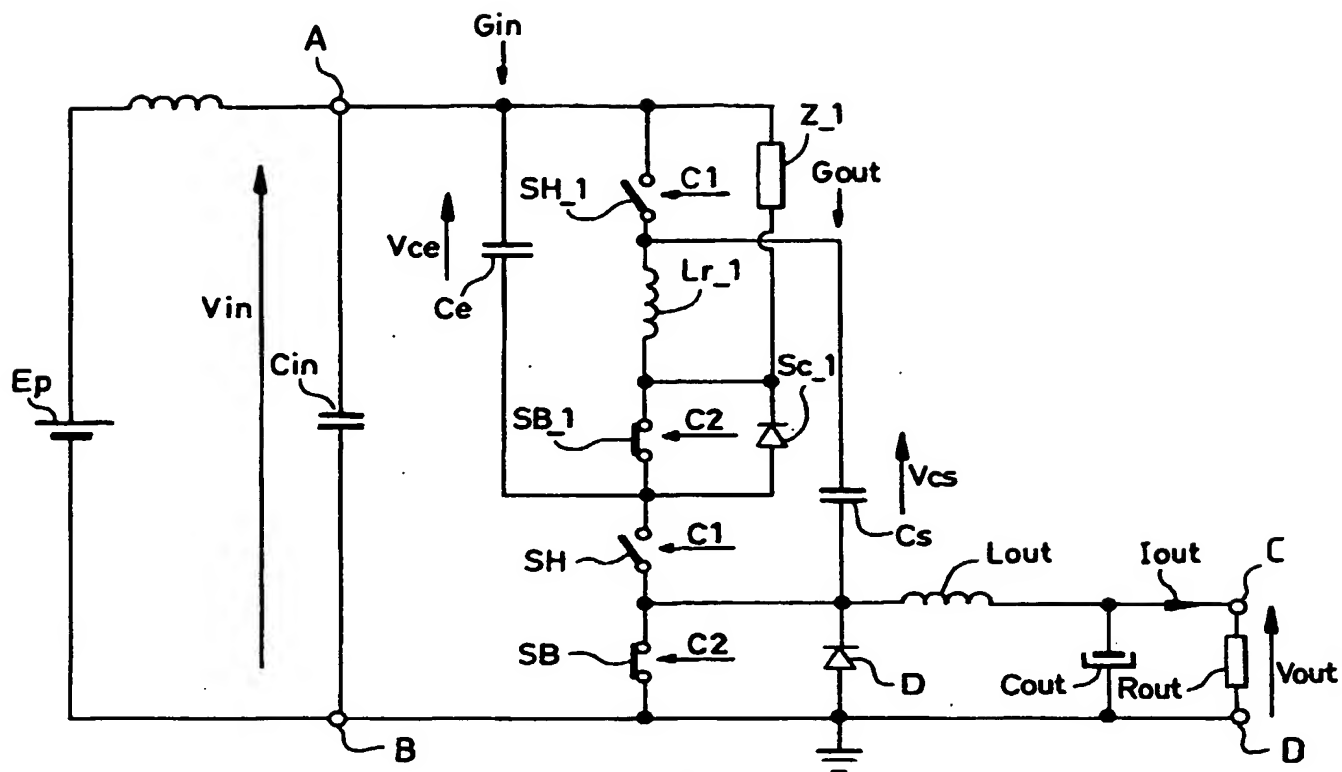 Gin
A
Z_1
C1
Gout
SH_1
Vce
Lr_1
Ce
Vin
Sc_1
Cin
Ep
C2
SB_1
Vcs
Cs
C1
SH
Lout
Iout
C
C2
SB
D
Cout
Rout
Vout
B
D